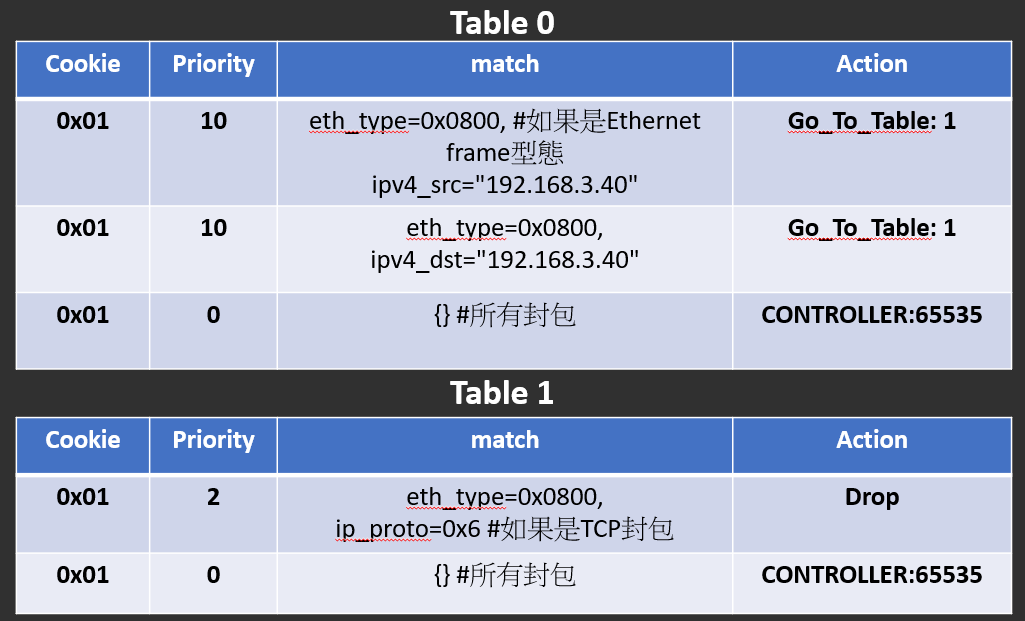 Table 0
Cookie Priority match Action
0x01 10 eth_type=0x0800, #如果是Ethernet Go_To_Table: 1
frame型態
ipv4_src="192.168.3.40"
0x01 10 eth_type=0x0800, Go_To_Table: 1
ipv4_dst="192.168.3.40"
0x01 0 {} #所有封包 CONTROLLER:65535
Table 1
Cookie Priority match Action
0x01 2 eth_type=0x0800, Drop
ip_proto=0x6 #如果是TCP封包
0x01 0 {} #所有封包 CONTROLLER:65535